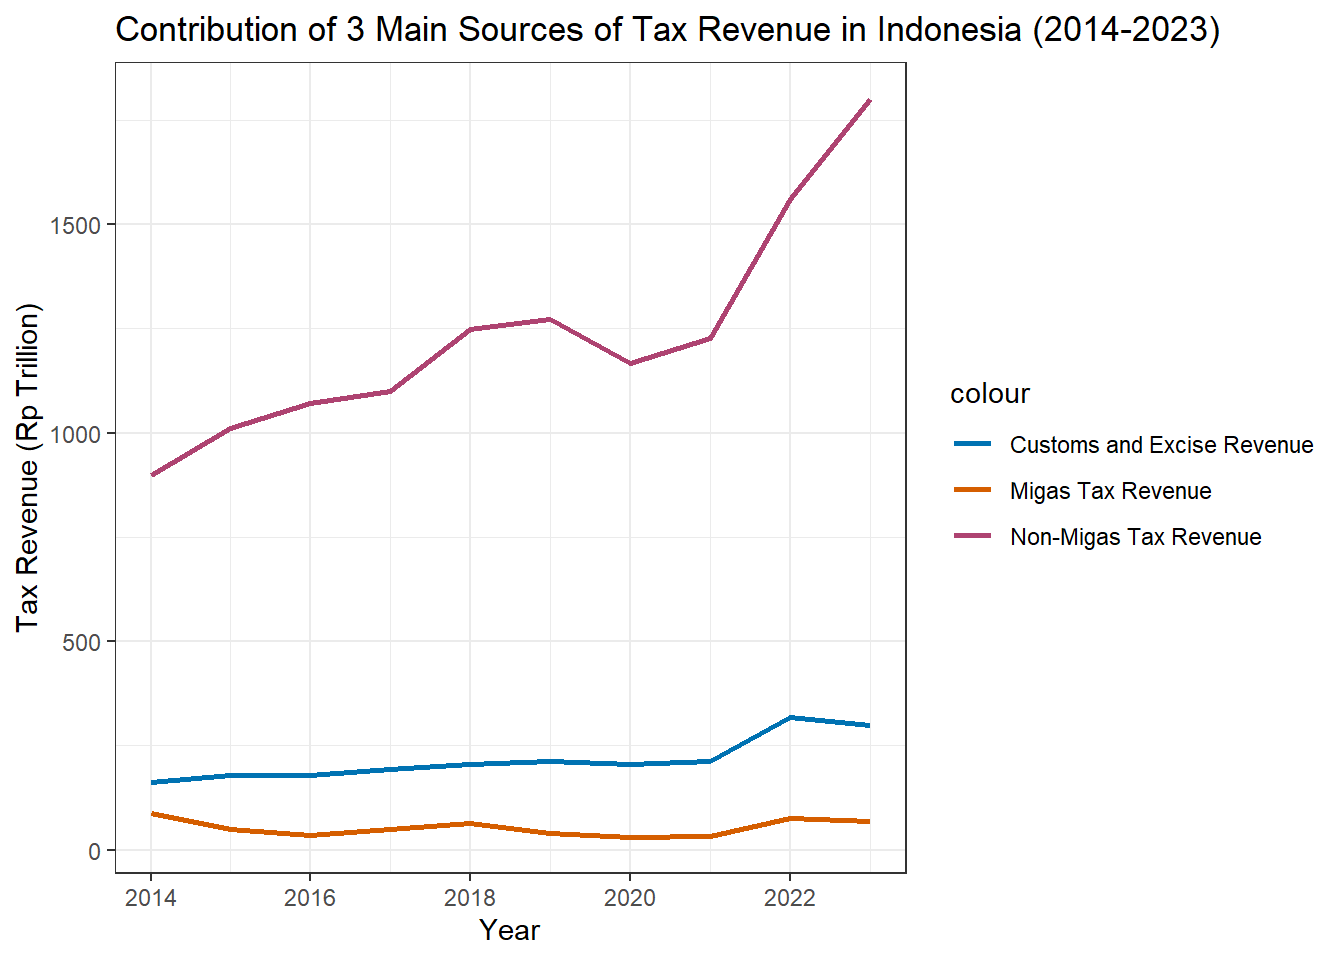 Contribution of 3 Main Sources of Tax Revenue in Indonesia (2014-2023)
Tax Revenue (Rp Trillion)
1500
1000
500
0
2014 2016 2018 2020 2022
Year
colour
Customs and Excise Revenue
Migas Tax Revenue
Non-Migas Tax Revenue